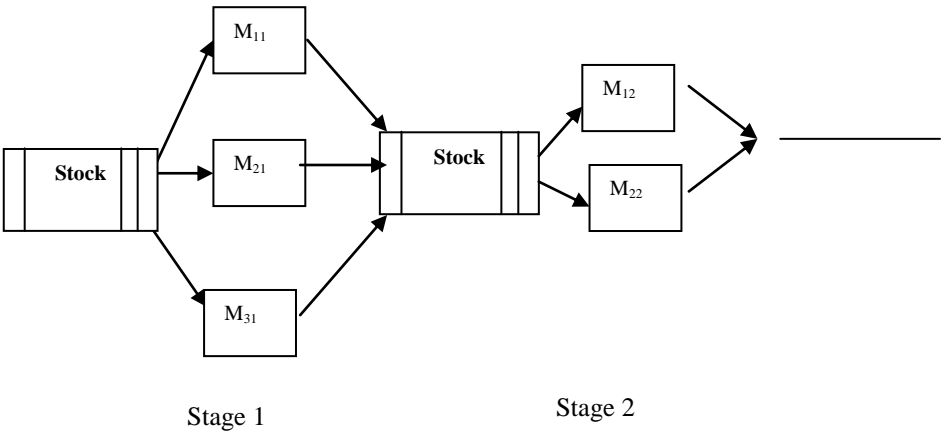 M₁₁
Stock
M₂₁
M₃₁
Stock
M₁₂
M₂₂
Stage 1
Stage 2